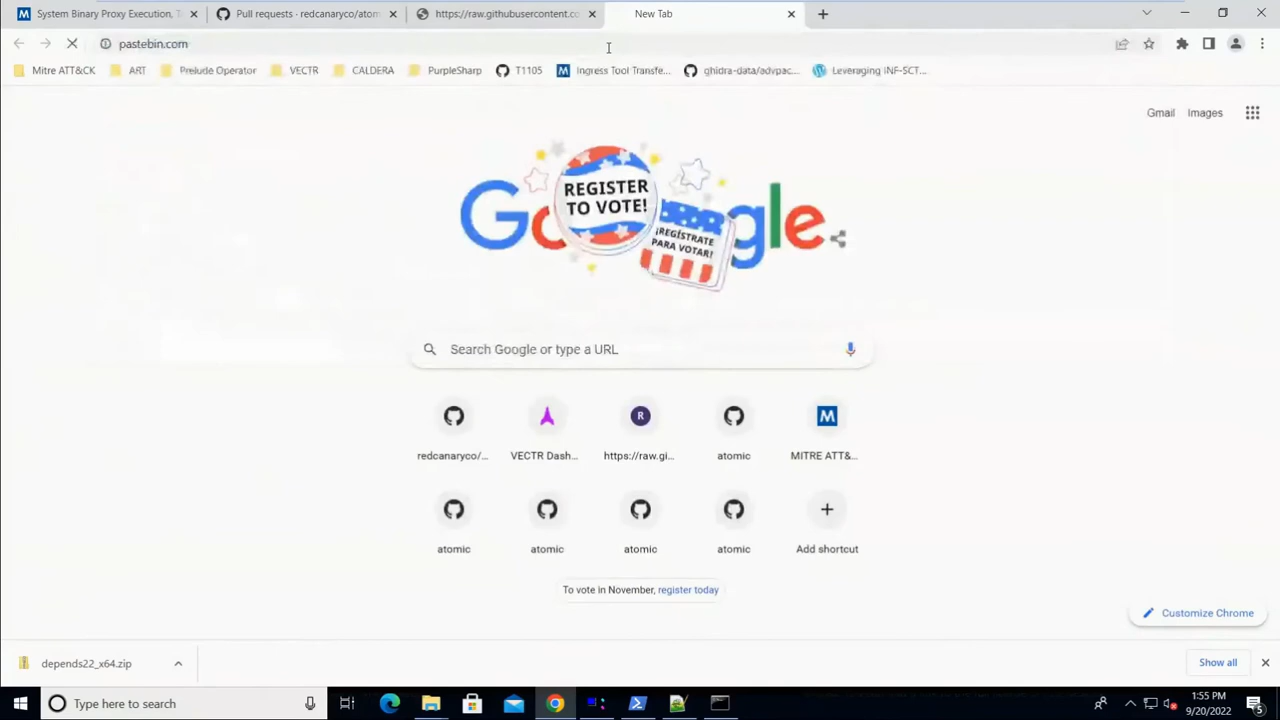 System Binary Proxy Execution, T
Pull requests · redcanaryco/atom
https://raw.githubusercontent.co
New Tab
pastebin.com
Mitre ATT&CK
ART
Prelude Operator
VECTR
CALDERA
PurpleSharp
T1105
Ingress Tool Transfe...
ghidra-data/advpac...
Leveraging INF-SCT...
Gmail
Images
Google
REGISTER
TO VOTE!
¡REGÍSTRATE
PARA VOTAR!
Search Google or type a URL
redcanaryco/...
VECTR Dash...
https://raw.gi...
atomic
MITRE ATT&...
atomic
atomic
atomic
atomic
Add shortcut
To vote in November, register today
Customize Chrome
depends22_x64.zip
Show all
Type here to search
1:55 PM
9/20/2022
5